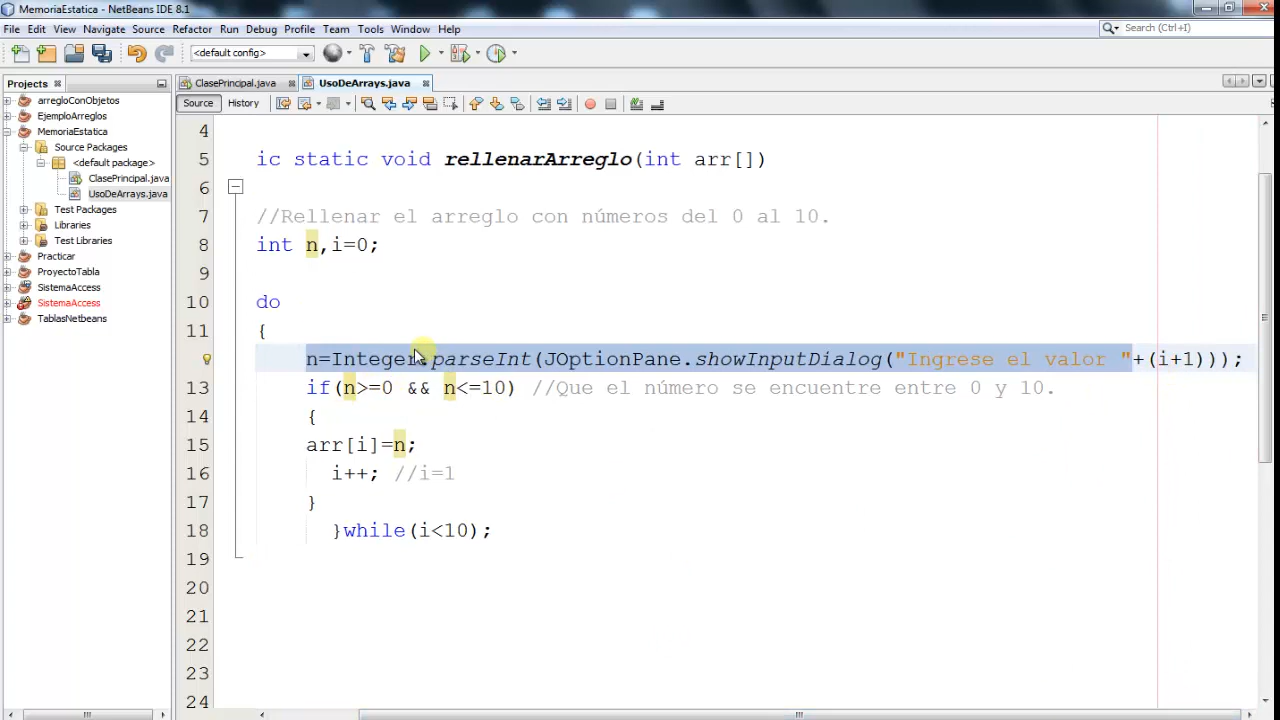 MemoriaEstatica - NetBeans IDE 8.1
File Edit View Navigate Source Refactor Run Debug Profile Team Tools Window Help
Search (Ctrl+I)
<default config>
Projects
ClasePrincipal.java
UsoDeArrays.java
Source History
arregloConObjetos
EjemploArreglos
MemoriaEstatica
Source Packages
<default package>
ClasePrincipal.java
UsoDeArrays.java
Test Packages
Libraries
Test Libraries
Practicar
ProyectoTabla
SistemaAccess
SistemaAccess
TablasNetbeans
4
5 ic static void rellenarArreglo(int arr[])
6
7 //Rellenar el arreglo con números del 0 al 10.
8 int n,i=0;
9
10 do
11 {
n=Integer.parseInt(JOptionPane.showInputDialog("Ingrese el valor "+(i+1)));
13 if(n>=0 && n<=10) //Que el número se encuentre entre 0 y 10.
14 {
15 arr[i]=n;
16 i++; //i=1
17 }
18 }while(i<10);
19
20
21
22
23
24